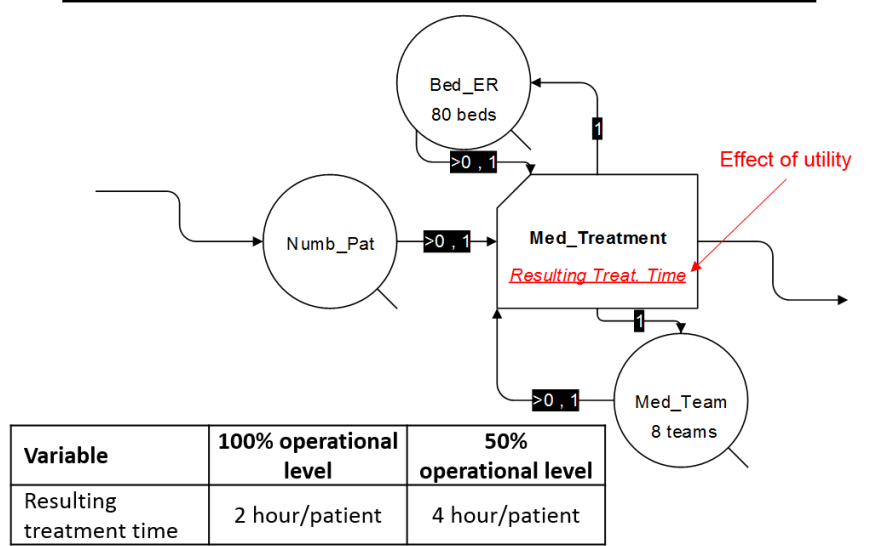 Bed_ER
80 beds
1
>0 , 1
Effect of utility
Numb_Pat
>0 , 1
Med_Treatment
Resulting Treat. Time
1
>0 , 1
Med_Team
8 teams
Variable
100% operational
level
50%
operational level
Resulting
treatment time
2 hour/patient
4 hour/patient